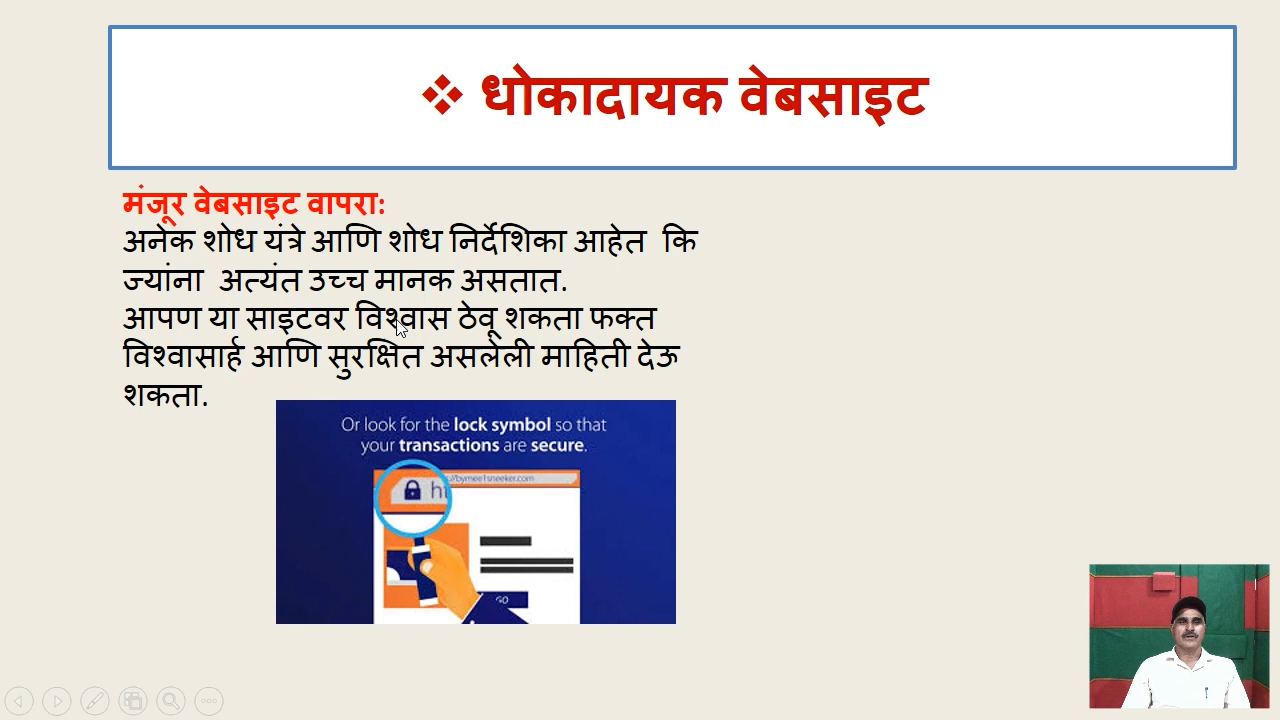 ❖ धोकादायक वेबसाइट
मंजूर वेबसाइट वापरा:
अनेक शोध यंत्रे आणि शोध निर्देशिका आहेत कि
ज्यांना अत्यंत उच्च मानक असतात.
आपण या साइटवर विश्वास ठेवू शकता फक्त
विश्वासार्ह आणि सुरक्षित असलेली माहिती देऊ
शकता.
Or look for the lock symbol so that
your transactions are secure.
GO